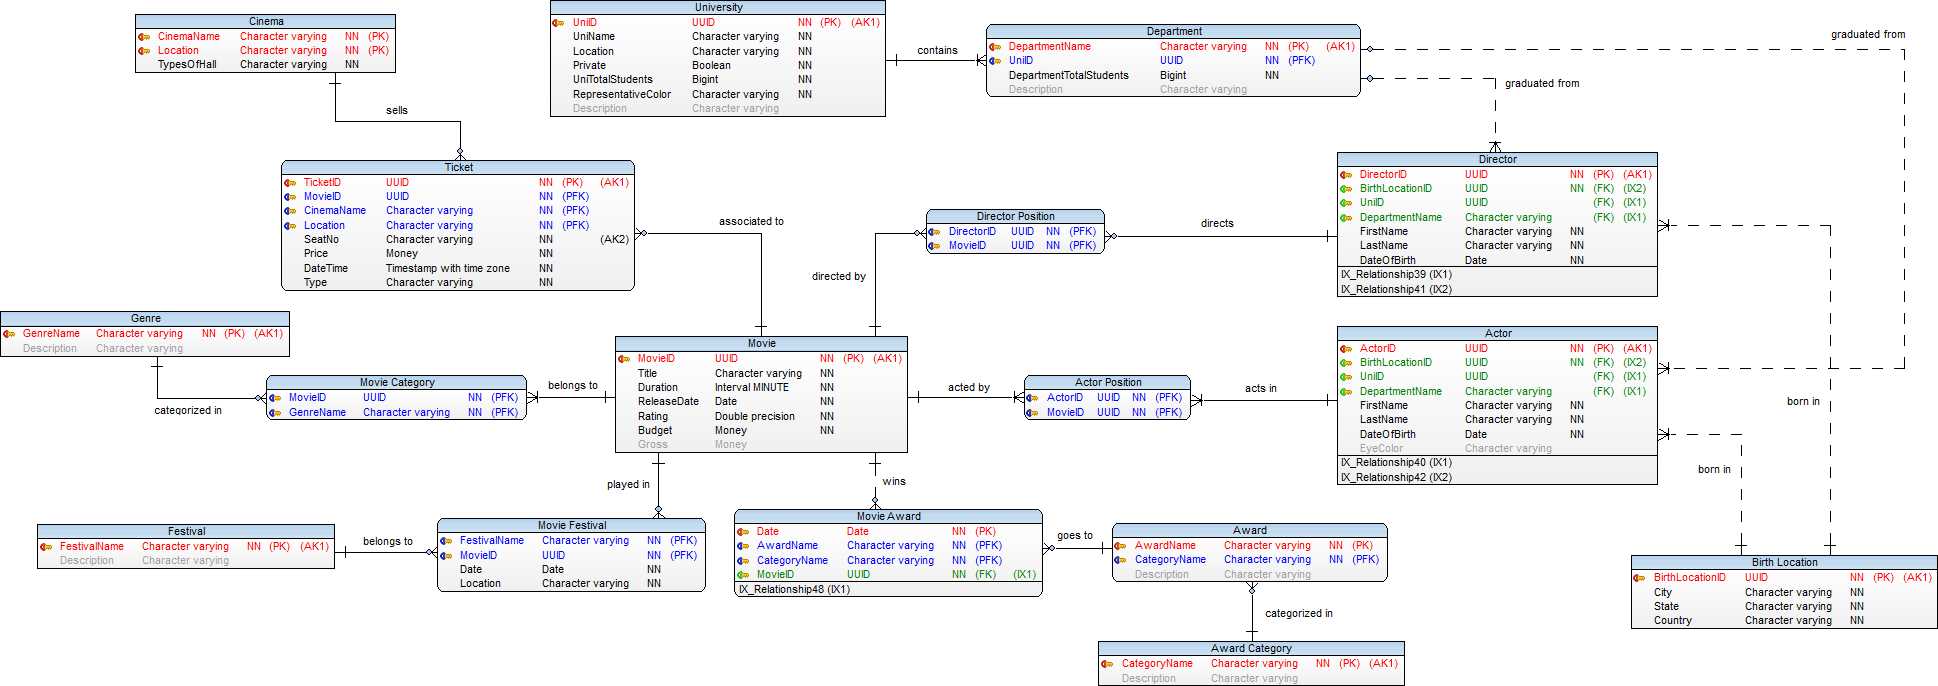 Cinema
CinemaName Character varying NN (PK)
Location Character varying NN (PK)
TypesOfHall Character varying NN
sells
University
UniID UUID NN (PK) (AK1)
UniName Character varying NN
Location Character varying NN
Private Boolean NN
UniTotalStudents Bigint NN
RepresentativeColor Character varying NN
Description Character varying
contains
Department
DepartmentName Character varying NN (PK) (AK1)
UniID UUID NN (PFK)
DepartmentTotalStudents Bigint NN
Description Character varying
graduated from
graduated from
Ticket
TicketID UUID NN (PK) (AK1)
MovieID UUID NN (PFK)
CinemaName Character varying NN (PFK)
Location Character varying NN (PFK)
SeatNo Character varying NN (AK2)
Price Money NN
DateTime Timestamp with time zone NN
Type Character varying NN
associated to
Director Position
DirectorID UUID NN (PFK)
MovieID UUID NN (PFK)
directs
directed by
Director
DirectorID UUID NN (PK) (AK1)
BirthLocationID UUID NN (FK) (IX2)
UniID UUID (FK) (IX1)
DepartmentName Character varying (FK) (IX1)
FirstName Character varying NN
LastName Character varying NN
DateOfBirth Date NN
IX_Relationship39 (IX1)
IX_Relationship41 (IX2)
Genre
GenreName Character varying NN (PK) (AK1)
Description Character varying
categorized in
Movie Category
MovieID UUID NN (PFK)
GenreName Character varying NN (PFK)
belongs to
Movie
MovieID UUID NN (PK) (AK1)
Title Character varying NN
Duration Interval MINUTE NN
ReleaseDate Date NN
Rating Double precision NN
Budget Money NN
Gross Money
acted by
Actor Position
ActorID UUID NN (PFK)
MovieID UUID NN (PFK)
acts in
Actor
ActorID UUID NN (PK) (AK1)
BirthLocationID UUID NN (FK) (IX2)
UniID UUID (FK) (IX1)
DepartmentName Character varying (FK) (IX1)
FirstName Character varying NN
LastName Character varying NN
DateOfBirth Date NN
EyeColor Character varying
IX_Relationship40 (IX1)
IX_Relationship42 (IX2)
born in
born in
played in
wins
Festival
FestivalName Character varying NN (PK) (AK1)
Description Character varying
belongs to
Movie Festival
FestivalName Character varying NN (PFK)
MovieID UUID NN (PFK)
Date Date NN
Location Character varying NN
Movie Award
Date Date NN (PK)
AwardName Character varying NN (PFK)
CategoryName Character varying NN (PFK)
MovieID UUID NN (FK) (IX1)
IX_Relationship48 (IX1)
goes to
Award
AwardName Character varying NN (PK)
CategoryName Character varying NN (PFK)
Description Character varying
categorized in
Award Category
CategoryName Character varying NN (PK) (AK1)
Description Character varying
Birth Location
BirthLocationID UUID NN (PK) (AK1)
City Character varying NN
State Character varying NN
Country Character varying NN